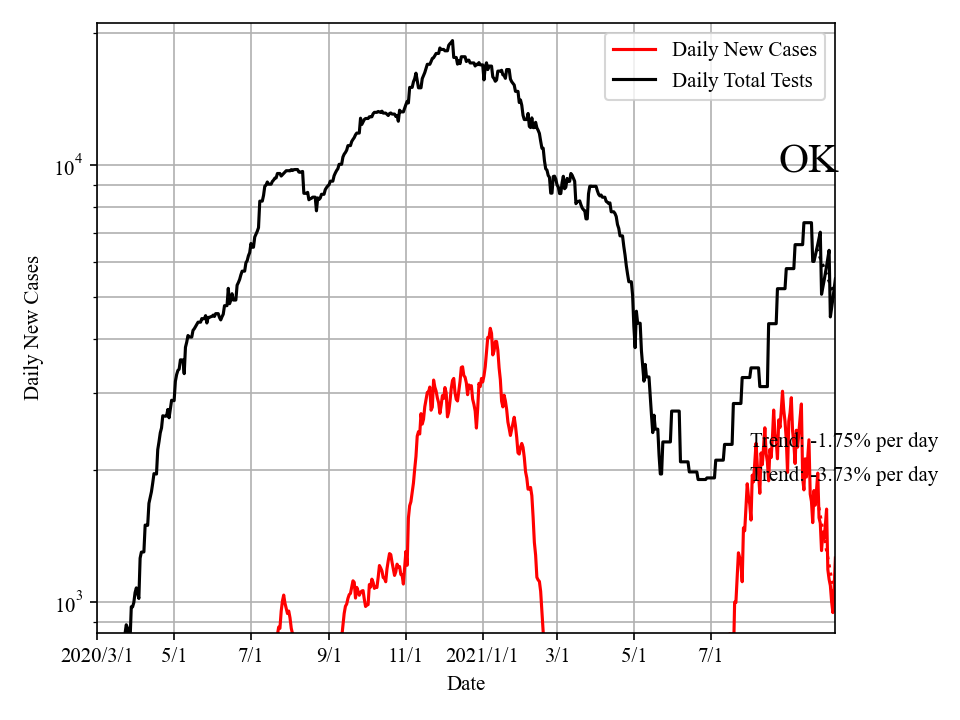 Daily New Cases
Daily Total Tests
OK
10^4
Daily New Cases
Trend: -1.75% per day
Trend: -3.73% per day
10^3
2020/3/1 5/1 7/1 9/1 11/1 2021/1/1 3/1 5/1 7/1
Date